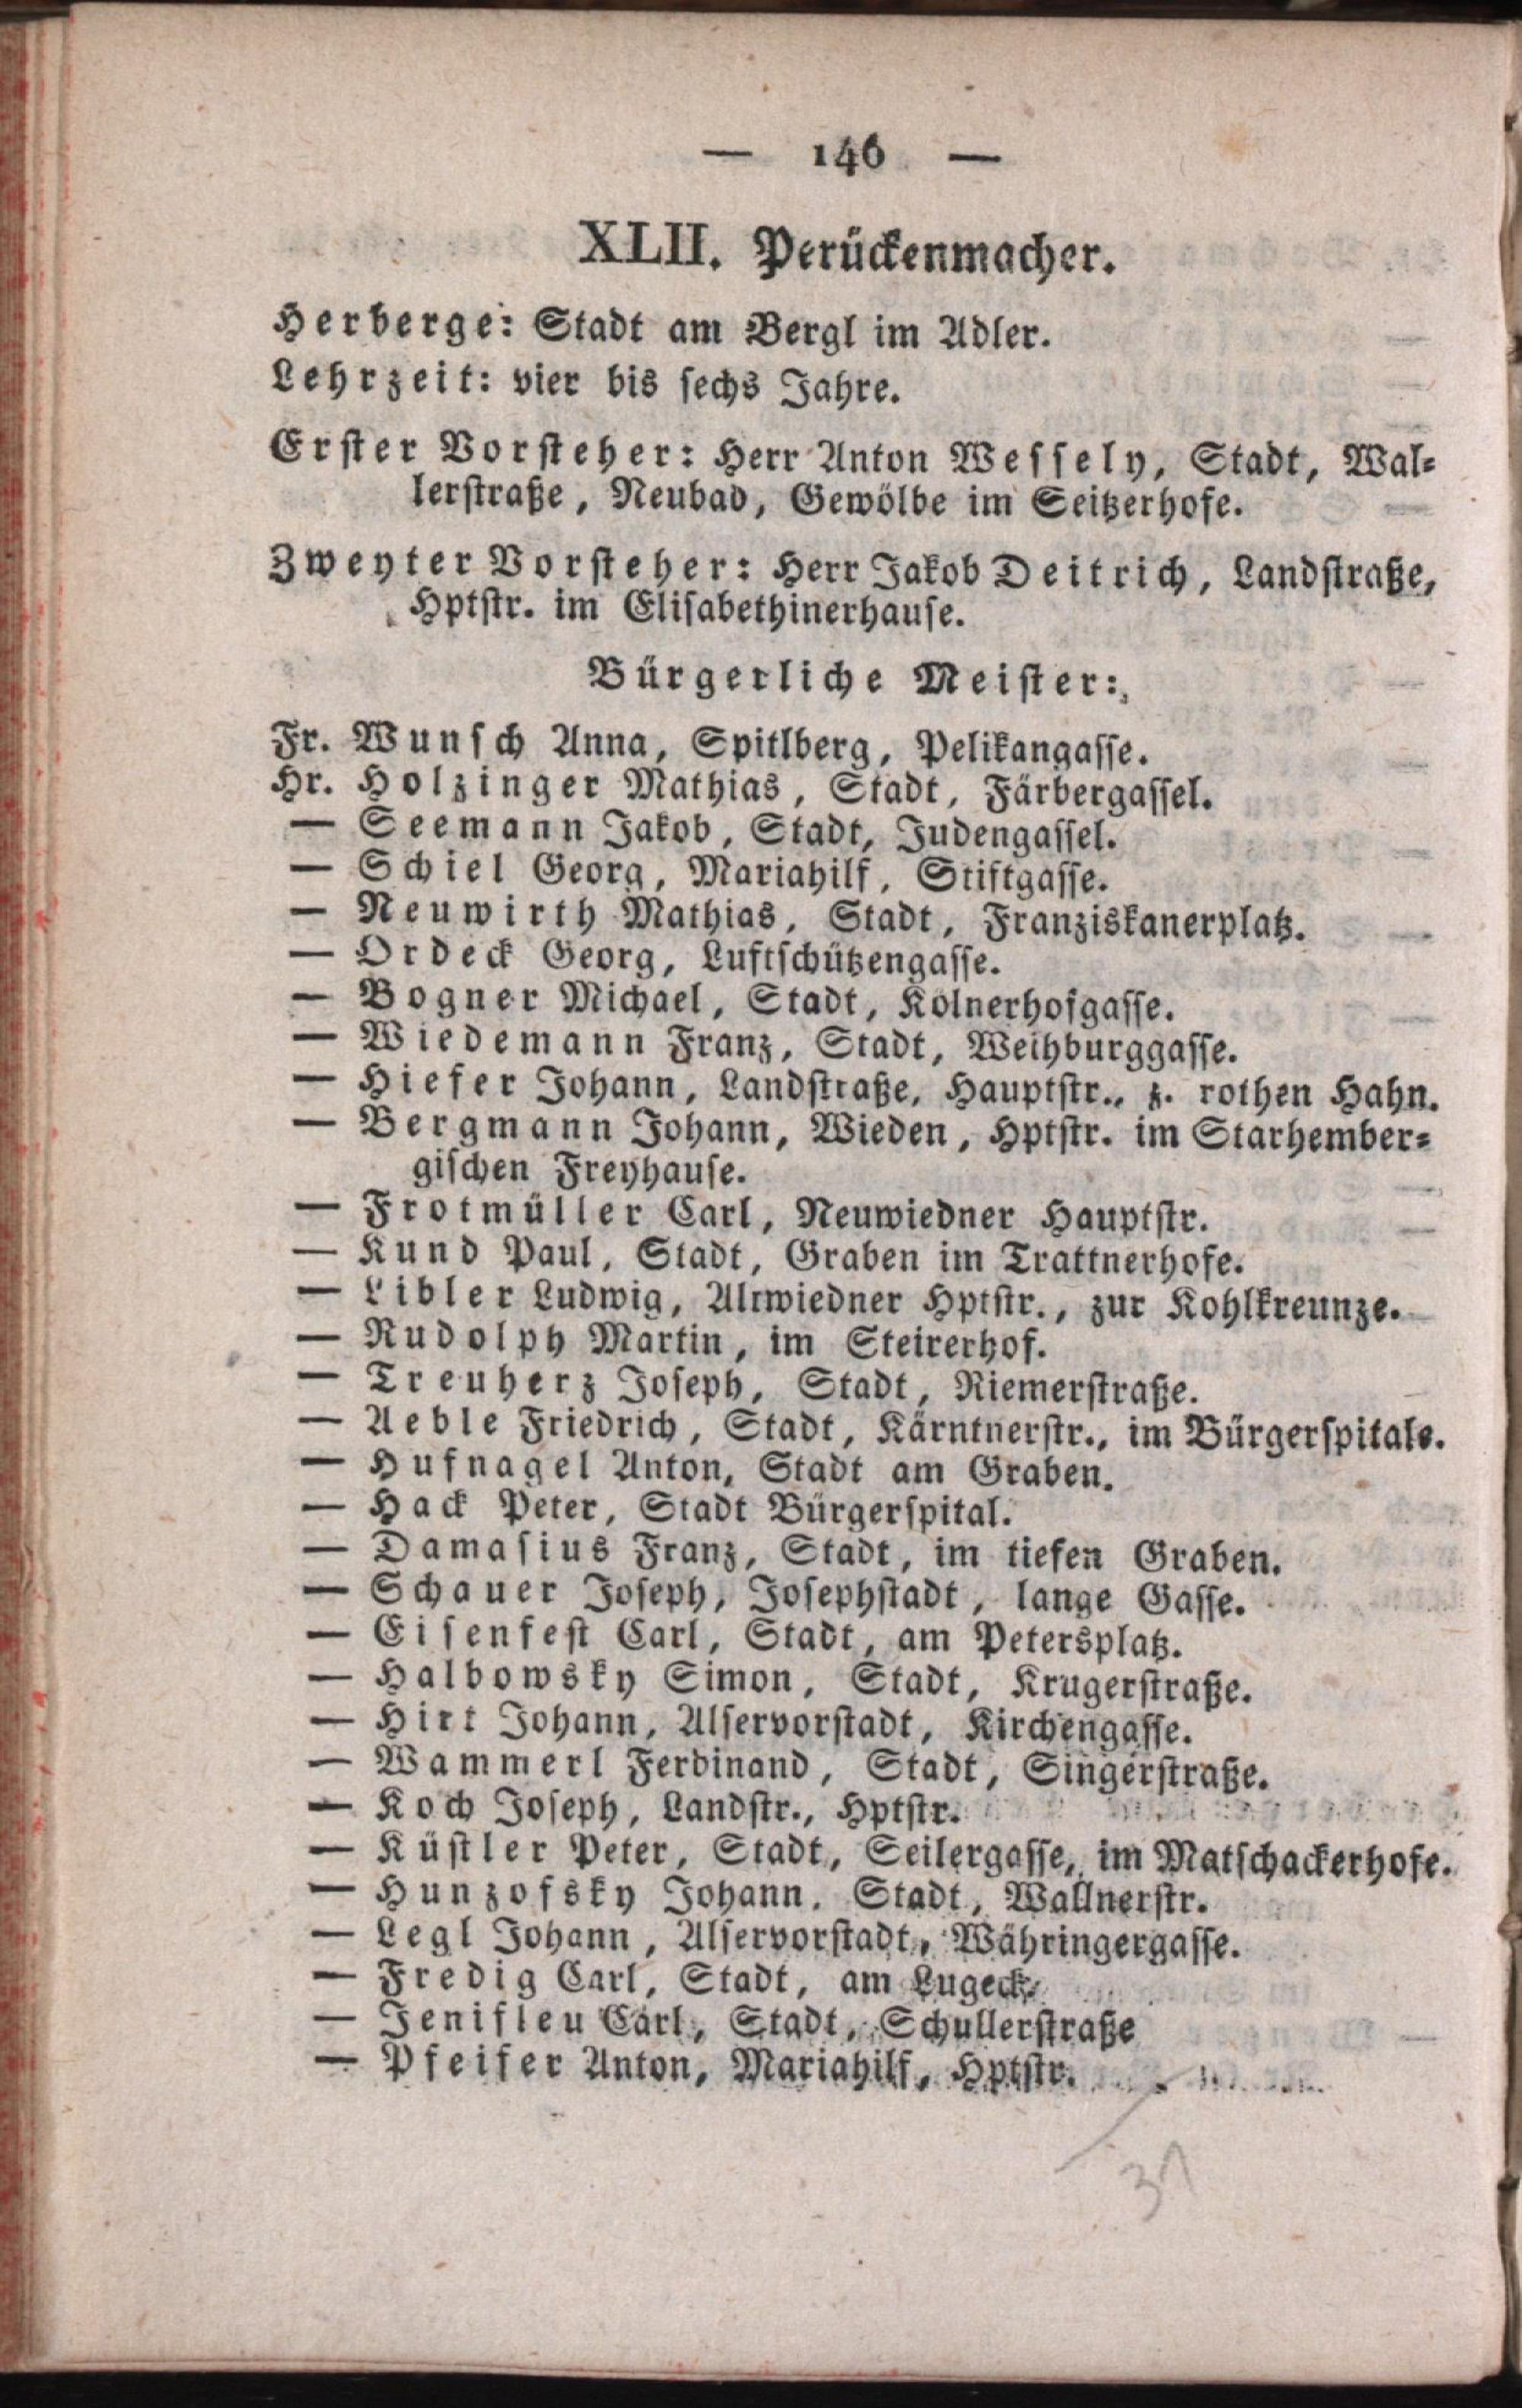 — 146 —
XLII. Perückenmacher.
Herberge: Stadt am Bergl im Adler.
Lehrzeit: vier bis sechs Jahre.
Erster Vorsteher: Herr Anton Wessely, Stadt, Wal=
lerstraße, Neubad, Gewölbe im Seitzerhofe.
Zweyter Vorsteher: Herr Jakob Deitrich, Landstraße,
Hptstr. im Elisabethinerhause.
Bürgerliche Meister:
Fr. Wunsch Anna, Spitlberg, Pelikangasse.
Hr. Holzinger Mathias, Stadt, Färbergassel.
— Seemann Jakob, Stadt, Judengassel.
— Schiel Georg, Mariahilf, Stiftgasse.
— Neuwirth Mathias, Stadt, Franziskanerplatz.
— Ordeck Georg, Luftschützengasse.
— Bogner Michael, Stadt, Kölnerhofgasse.
— Wiedemann Franz, Stadt, Weihburggasse.
— Hiefer Johann, Landstraße, Hauptstr., z. rothen Hahn.
— Bergmann Johann, Wieden, Hptstr. im Starhember=
gischen Freyhause.
— Frotmüller Carl, Neuwiedner Hauptstr.
— Kund Paul, Stadt, Graben im Trattnerhofe.
— Libler Ludwig, Altwiedner Hptstr., zur Kohlkreunze.
— Rudolph Martin, im Steirerhof.
— Treuherz Joseph, Stadt, Riemerstraße.
— Aeble Friedrich, Stadt, Kärntnerstr., im Bürgerspitale.
— Hufnagel Anton, Stadt am Graben.
— Hack Peter, Stadt Bürgerspital.
— Damasius Franz, Stadt, im tiefen Graben.
— Schauer Joseph, Josephstadt, lange Gasse.
— Eisenfest Carl, Stadt, am Petersplatz.
— Halbowsky Simon, Stadt, Krugerstraße.
— Hirt Johann, Alservorstadt, Kirchengasse.
— Wammerl Ferdinand, Stadt, Singerstraße.
— Koch Joseph, Landstr., Hptstr.
— Küstler Peter, Stadt, Seilergasse, im Matschackerhofe.
— Hunzofsky Johann, Stadt, Wallnerstr.
— Legl Johann, Alservorstadt, Währingergasse.
— Fredig Carl, Stadt, am Lugeck.
— Jenifleu Carl, Stadt, Schullerstraße
— Pfeifer Anton, Mariahilf, Hptstr.
31